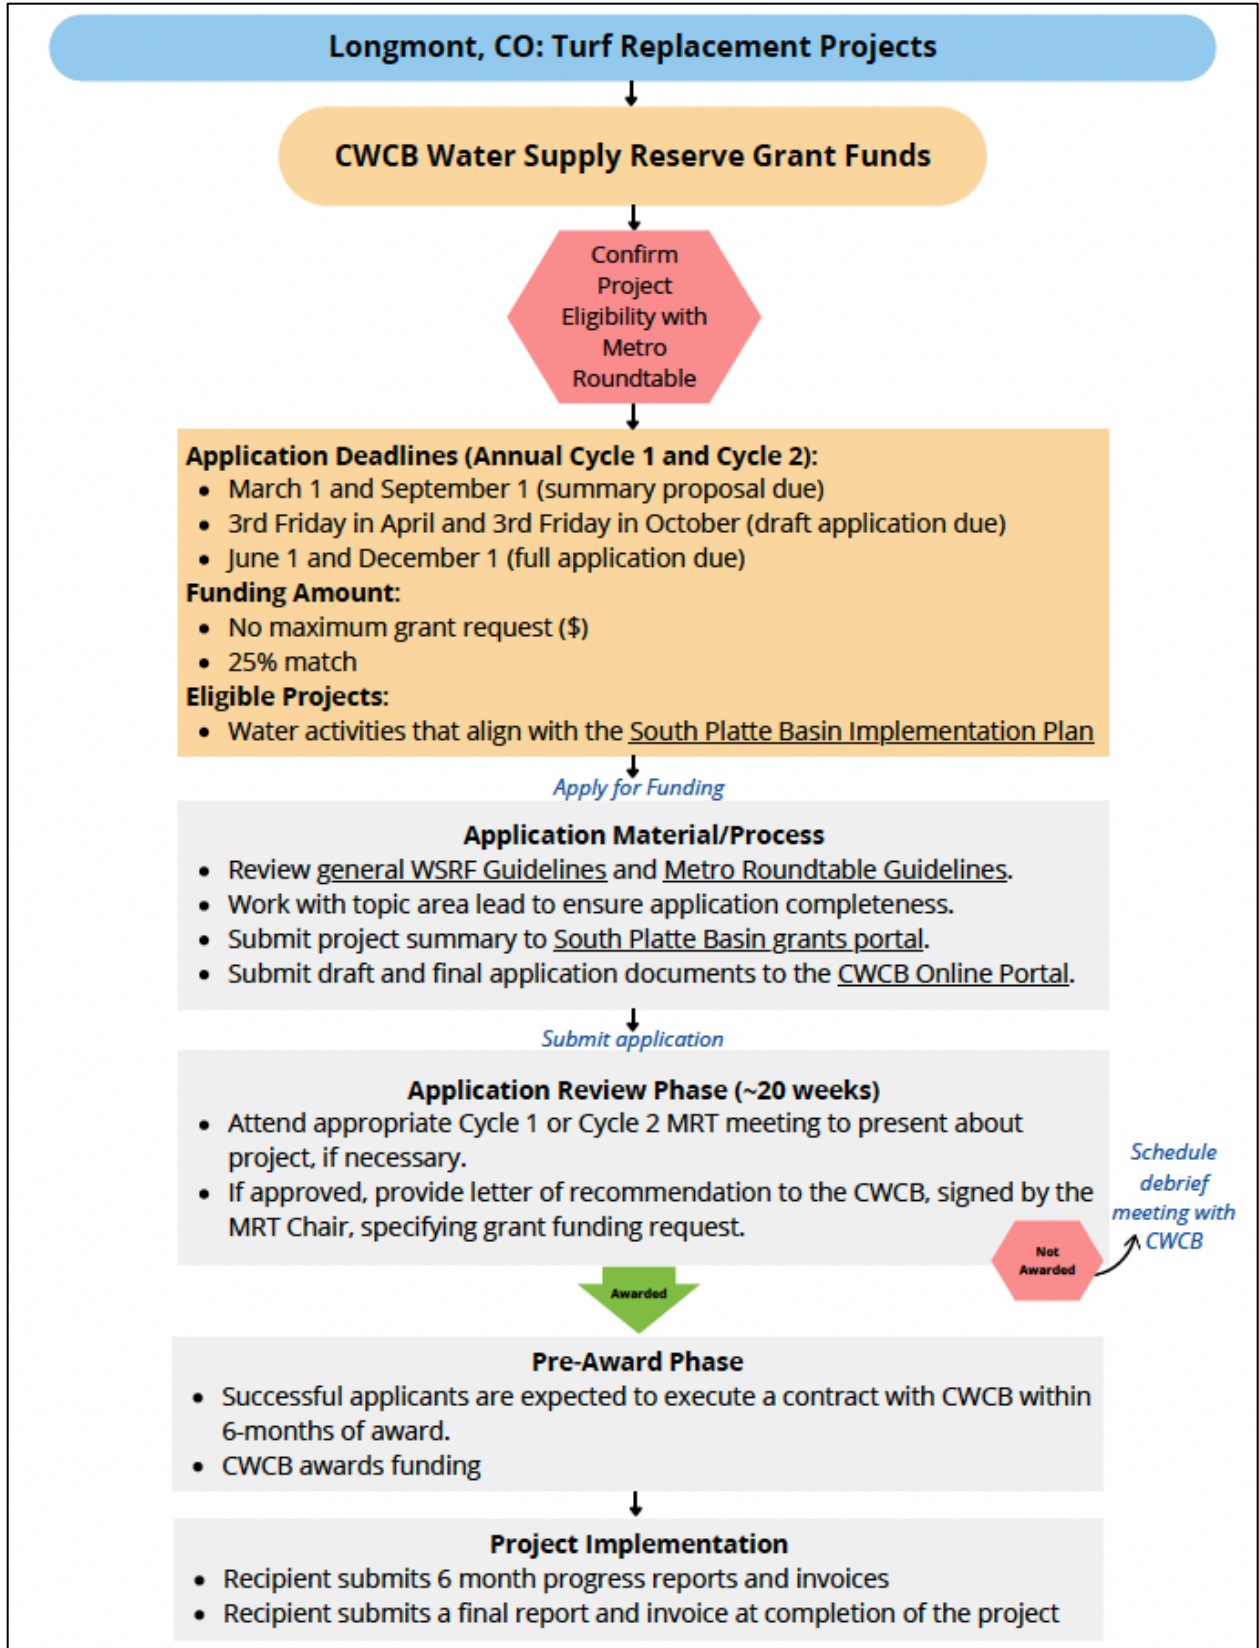 Longmont, CO: Turf Replacement Projects
CWCB Water Supply Reserve Grant Funds
Confirm
Project
Eligibility with
Metro
Roundtable
Application Deadlines (Annual Cycle 1 and Cycle 2):
• March 1 and September 1 (summary proposal due)
• 3rd Friday in April and 3rd Friday in October (draft application due)
• June 1 and December 1 (full application due)
Funding Amount:
• No maximum grant request ($)
• 25% match
Eligible Projects:
• Water activities that align with the South Platte Basin Implementation Plan
Apply for Funding
Application Material/Process
• Review general WSRF Guidelines and Metro Roundtable Guidelines.
• Work with topic area lead to ensure application completeness.
• Submit project summary to South Platte Basin grants portal.
• Submit draft and final application documents to the CWCB Online Portal.
Submit application
Application Review Phase (~20 weeks)
• Attend appropriate Cycle 1 or Cycle 2 MRT meeting to present about
project, if necessary.
• If approved, provide letter of recommendation to the CWCB, signed by the
MRT Chair, specifying grant funding request.
Not
Awarded
Schedule
debrief
meeting with
CWCB
Awarded
Pre-Award Phase
• Successful applicants are expected to execute a contract with CWCB within
6-months of award.
• CWCB awards funding
Project Implementation
• Recipient submits 6 month progress reports and invoices
• Recipient submits a final report and invoice at completion of the project